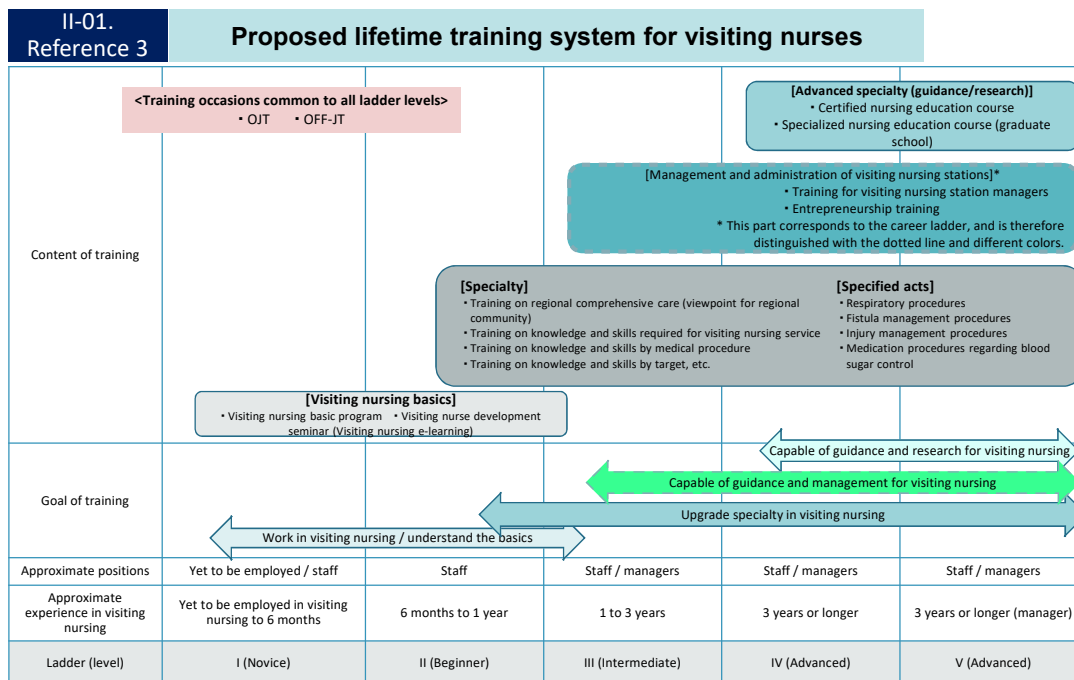 II-01.
Reference 3
Proposed lifetime training system for visiting nurses
Content of training
<Training occasions common to all ladder levels>
・OJT ・OFF-JT
[Advanced specialty (guidance/research)]
・Certified nursing education course
・Specialized nursing education course (graduate
school)
[Management and administration of visiting nursing stations]*
・Training for visiting nursing station managers
・Entrepreneurship training
* This part corresponds to the career ladder, and is therefore
distinguished with the dotted line and different colors.
[Specialty]
・Training on regional comprehensive care (viewpoint for regional
community)
・Training on knowledge and skills required for visiting nursing service
・Training on knowledge and skills by medical procedure
・Training on knowledge and skills by target, etc.
[Specified acts]
・Respiratory procedures
・Fistula management procedures
・Injury management procedures
・Medication procedures regarding blood
sugar control
[Visiting nursing basics]
・Visiting nursing basic program ・Visiting nurse development
seminar (Visiting nursing e-learning)
Goal of training
Capable of guidance and research for visiting nursing
Capable of guidance and management for visiting nursing
Upgrade specialty in visiting nursing
Work in visiting nursing / understand the basics
Approximate positions
Yet to be employed / staff
Staff
Staff / managers
Staff / managers
Staff / managers
Approximate
experience in visiting
nursing
Yet to be employed in visiting
nursing to 6 months
6 months to 1 year
1 to 3 years
3 years or longer
3 years or longer (manager)
Ladder (level)
I (Novice)
II (Beginner)
III (Intermediate)
IV (Advanced)
V (Advanced)